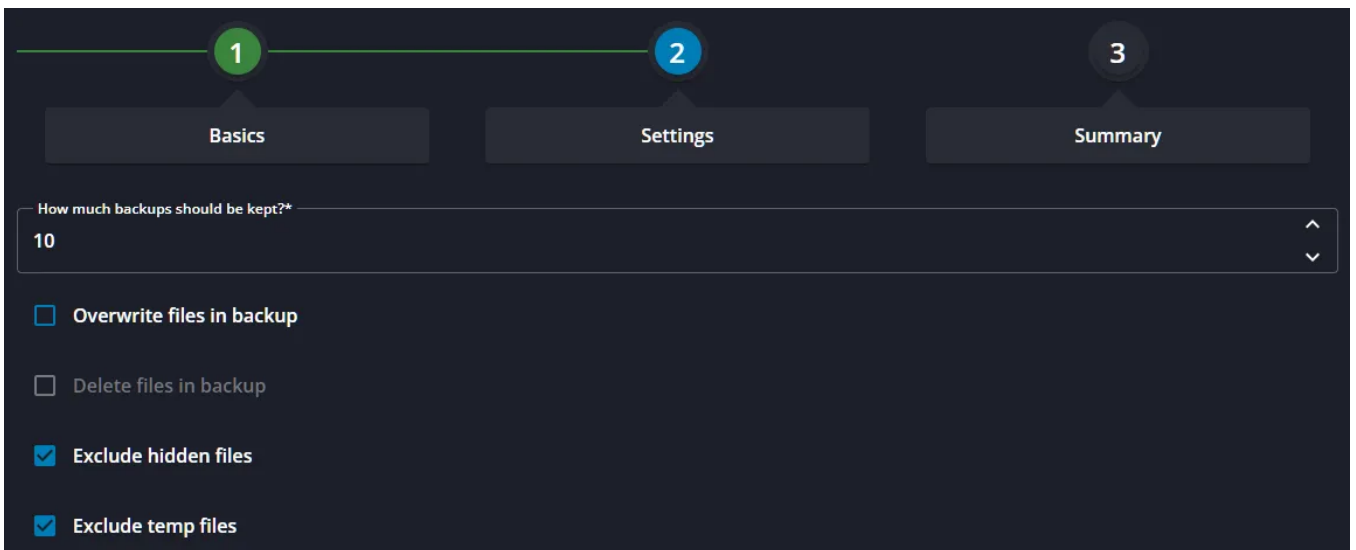 1
2
3
Basics
Settings
Summary
How much backups should be kept?*
10
Overwrite files in backup
Delete files in backup
Exclude hidden files
Exclude temp files